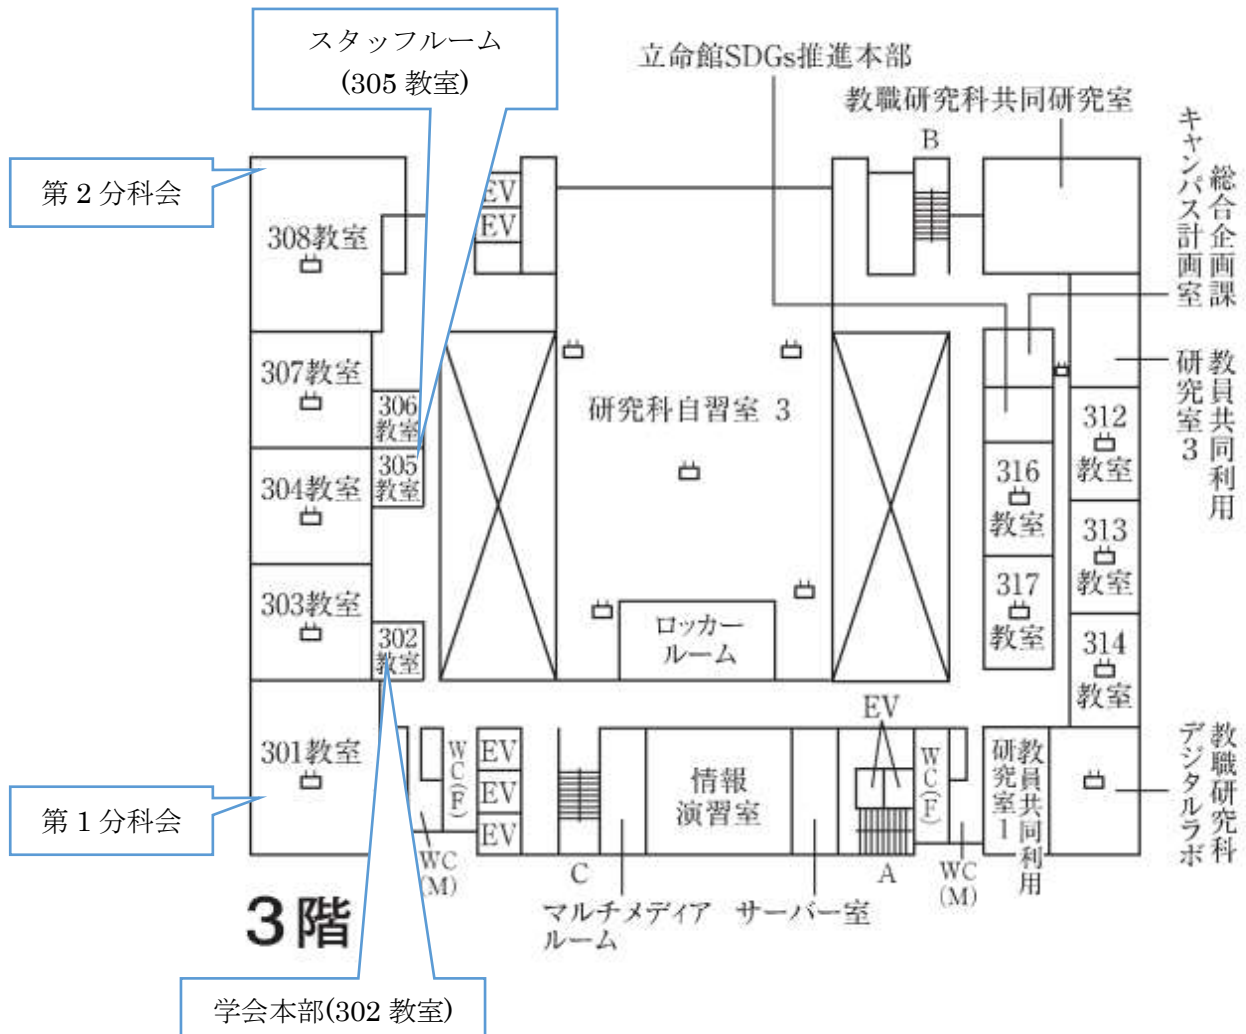 スタッフルーム
(305 教室)
立命館SDGs推進本部
教職研究科共同研究室
キャンパス計画室
総合企画課
第 2 分科会
B
EV
EV
308教室
307教室
306
教室
305
教室
304教室
303教室
302
教室
301教室
研究科自習室 3
ロッカー
ルーム
教員共同利用
研究室3
312
教室
316
教室
313
教室
317
教室
314
教室
第 1 分科会
WC(F)
EV
EV
EV
WC
(M)
C
情報
演習室
EV
A
WC(F)
WC
(M)
教員共同利用
研究室1
教職研究科
デジタルラボ
マルチメディア
ルーム
サーバー室
3階
学会本部(302 教室)